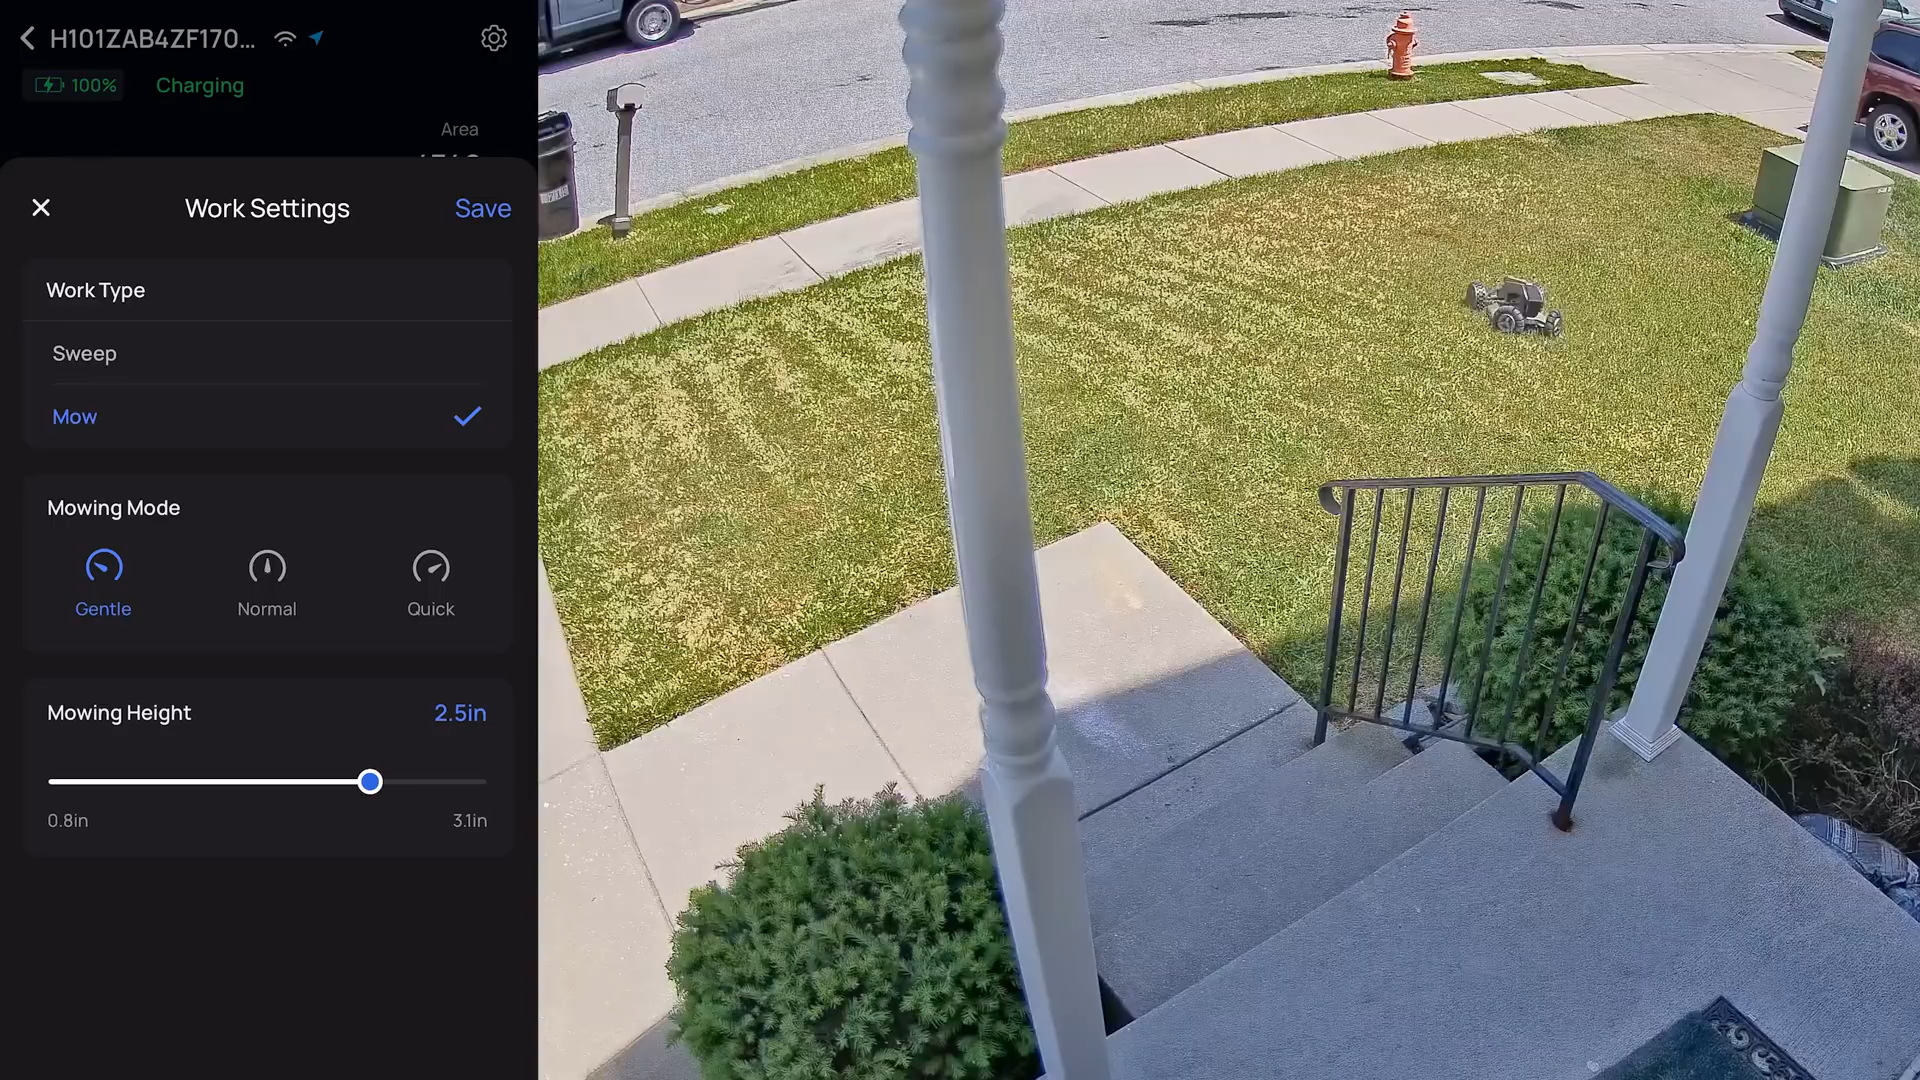 H101ZAB4ZF170...
100% Charging
Area
Work Settings
Save
Work Type
Sweep
Mow
Mowing Mode
Gentle
Normal
Quick
Mowing Height
2.5in
0.8in
3.1in